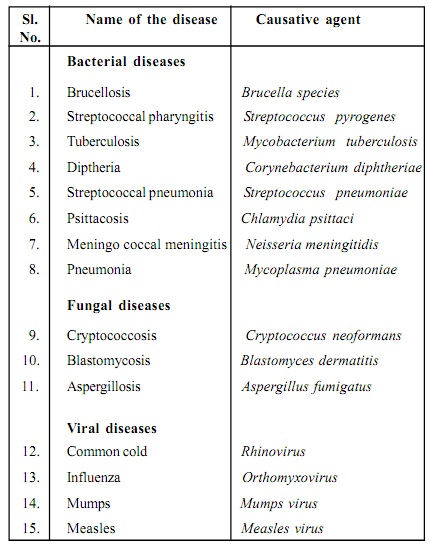 Sl. Name of the disease Causative agent
No.
Bacterial diseases
1. Brucellosis Brucella species
2. Streptococcal pharyngitis Streptococcus pyrogenes
3. Tuberculosis Mycobacterium tuberculosis
4. Diptheria Corynebacterium diphtheriae
5. Streptococcal pneumonia Streptococcus pneumoniae
6. Psittacosis Chlamydia psittaci
7. Meningo coccal meningitis Neisseria meningitidis
8. Pneumonia Mycoplasma pneumoniae
Fungal diseases
9. Cryptococcosis Cryptococcus neoformans
10. Blastomycosis Blastomyces dermatitis
11. Aspergillosis Aspergillus fumigatus
Viral diseases
12. Common cold Rhinovirus
13. Influenza Orthomyxovirus
14. Mumps Mumps virus
15. Measles Measles virus